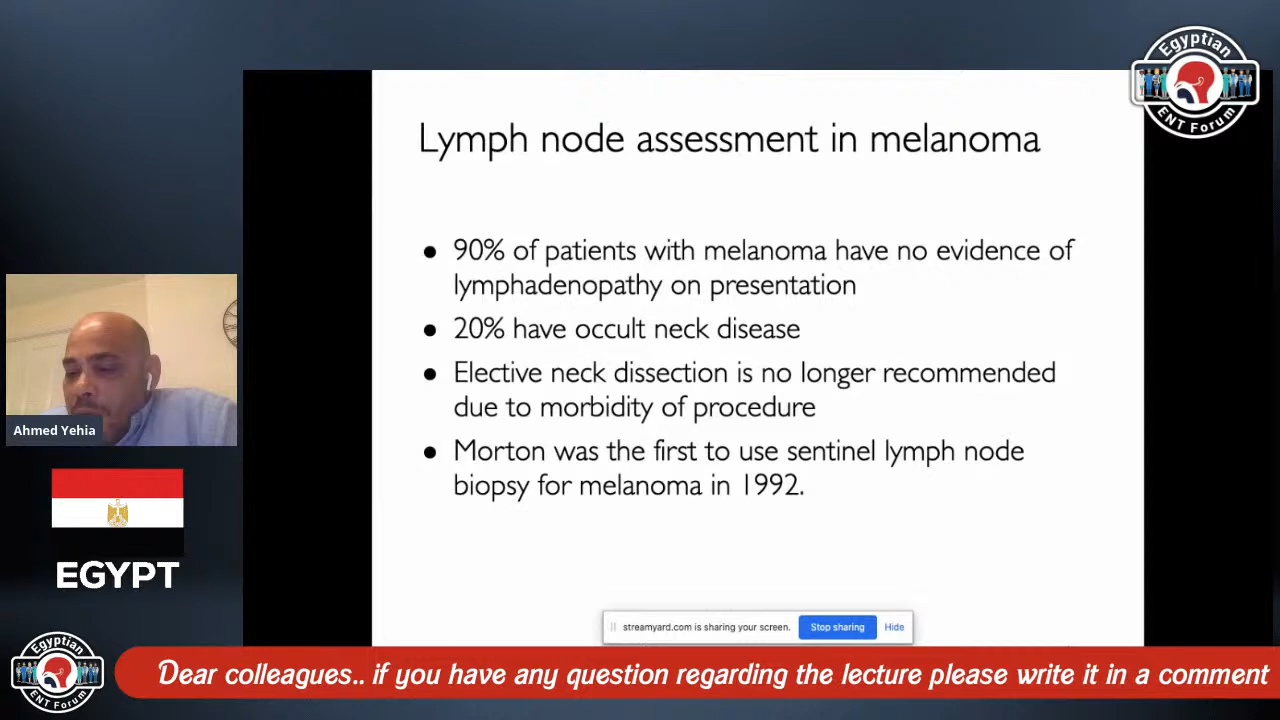 Egyptian
ENT Forum
Lymph node assessment in melanoma
● 90% of patients with melanoma have no evidence of
lymphadenopathy on presentation
● 20% have occult neck disease
● Elective neck dissection is no longer recommended
due to morbidity of procedure
● Morton was the first to use sentinel lymph node
biopsy for melanoma in 1992.
Ahmed Yehia
EGYPT
streamyard.com is sharing your screen.
Stop sharing
Hide
Egyptian
ENT Forum
Dear colleagues.. if you have any question regarding the lecture please write it in a comment